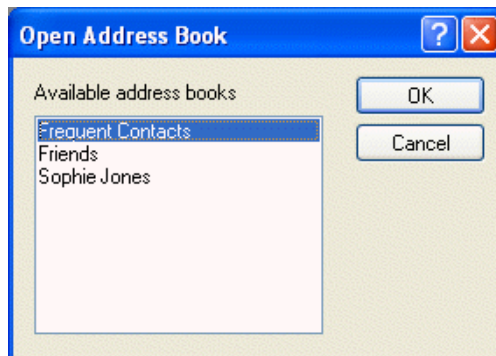 Open Address Book
?
Available address books
OK
Frequent Contacts
Cancel
Friends
Sophie Jones